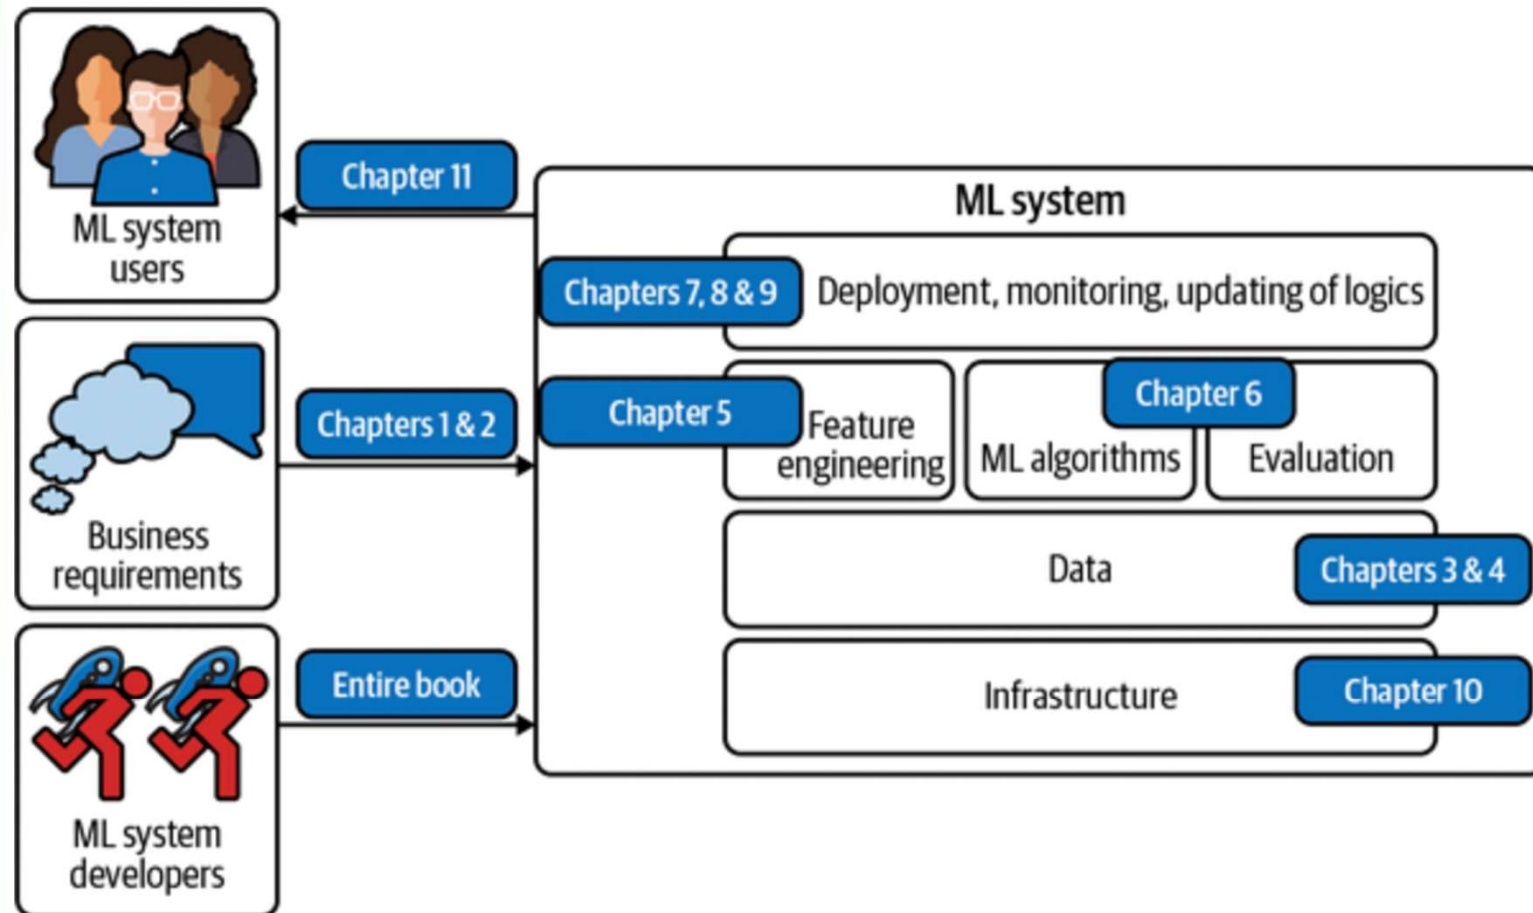 ML system
users
Chapter 11
Business
requirements
Chapters 1 & 2
ML system
developers
Entire book
ML system
Chapters 7, 8 & 9
Deployment, monitoring, updating of logics
Chapter 5
Feature
engineering
Chapter 6
ML algorithms
Evaluation
Data
Chapters 3 & 4
Infrastructure
Chapter 10